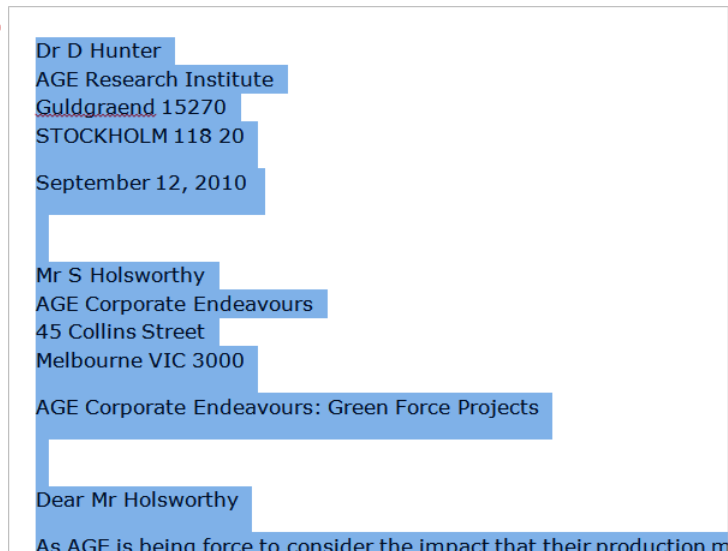 Dr D Hunter
AGE Research Institute
Guldgraend 15270
STOCKHOLM 118 20
September 12, 2010
Mr S Holsworthy
AGE Corporate Endeavours
45 Collins Street
Melbourne VIC 3000
AGE Corporate Endeavours: Green Force Projects
Dear Mr Holsworthy
As AGE is being force to consider the impact that their production